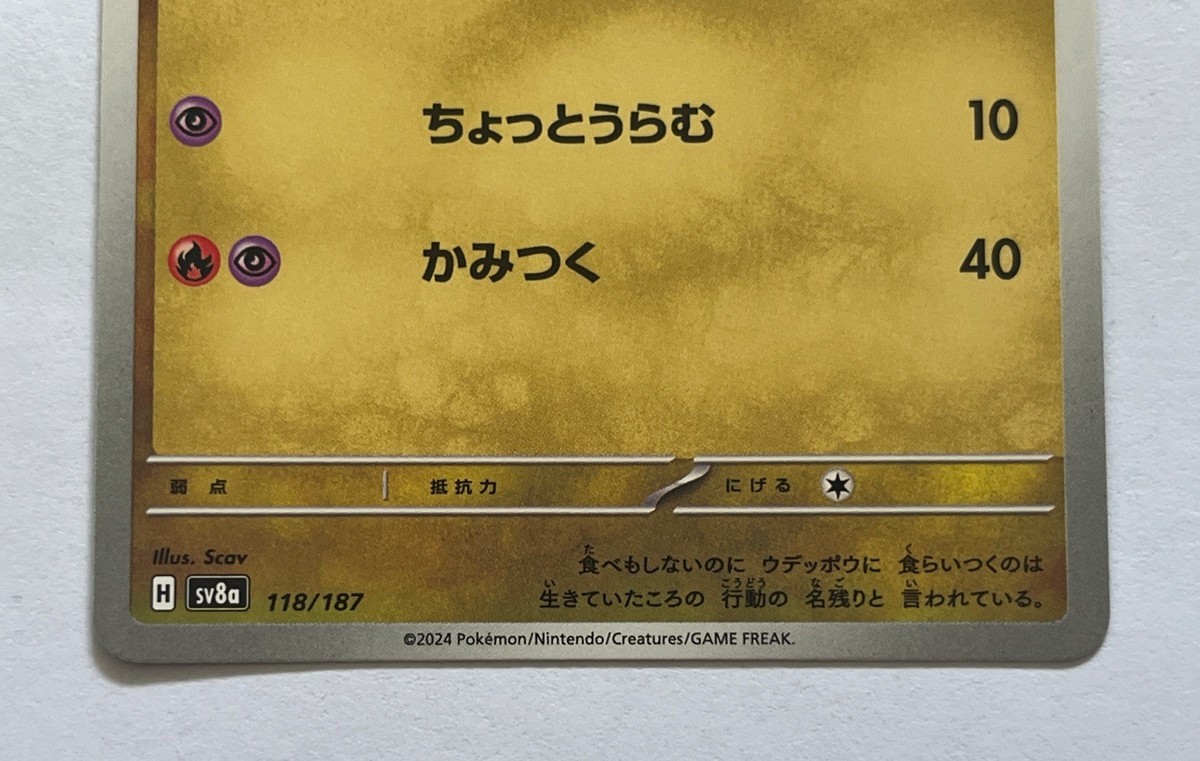 ちょっとうらむ 10
かみつく 40
弱点 抵抗力 にげる
Illus. Scav
食べもしないのに ウデッポウに 食らいつくのは
生きていたころの 行動の 名残りと 言われている。
H sv8a 118/187
©2024 Pokémon/Nintendo/Creatures/GAME FREAK.